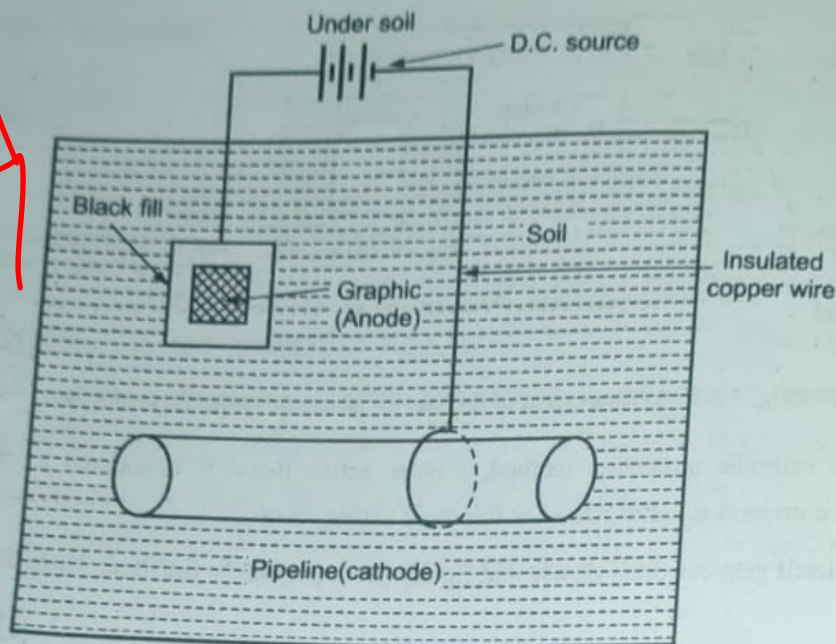 Under soil
D.C. source
Black fill
Soil
Graphic
(Anode)
Insulated
copper wire
Pipeline(cathode)